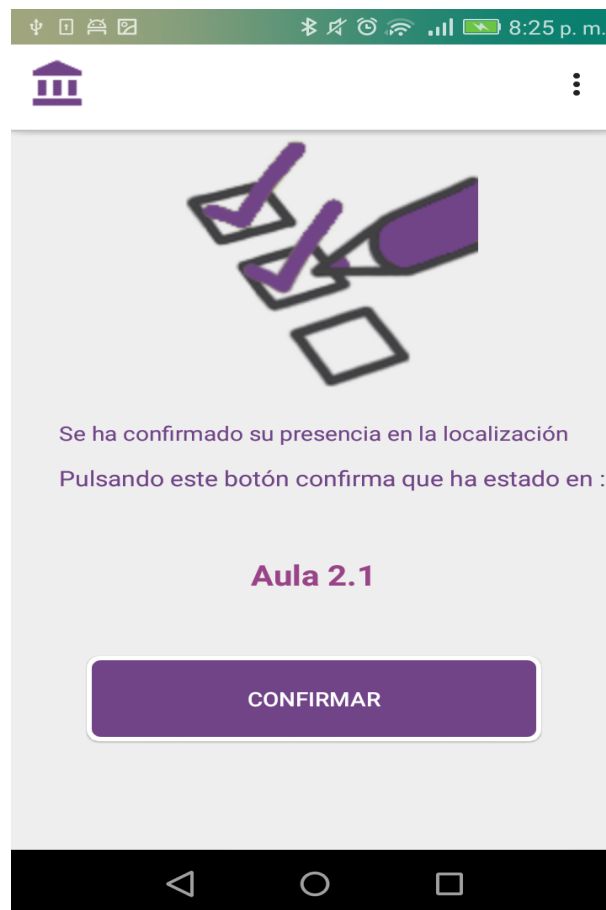 8:25 p. m.
Se ha confirmado su presencia en la localización
Pulsando este botón confirma que ha estado en :
Aula 2.1
CONFIRMAR